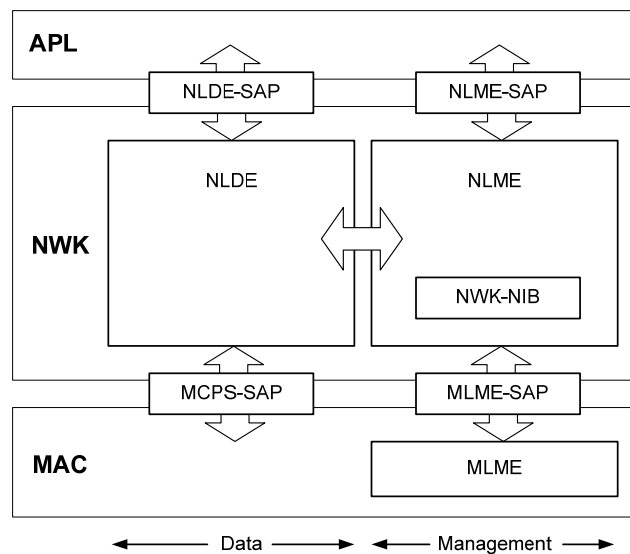 APL
NLDE-SAP
NLME-SAP
NLDE
NLME
NWK
NWK-NIB
MCPS-SAP
MLME-SAP
MAC
MLME
Data
Management